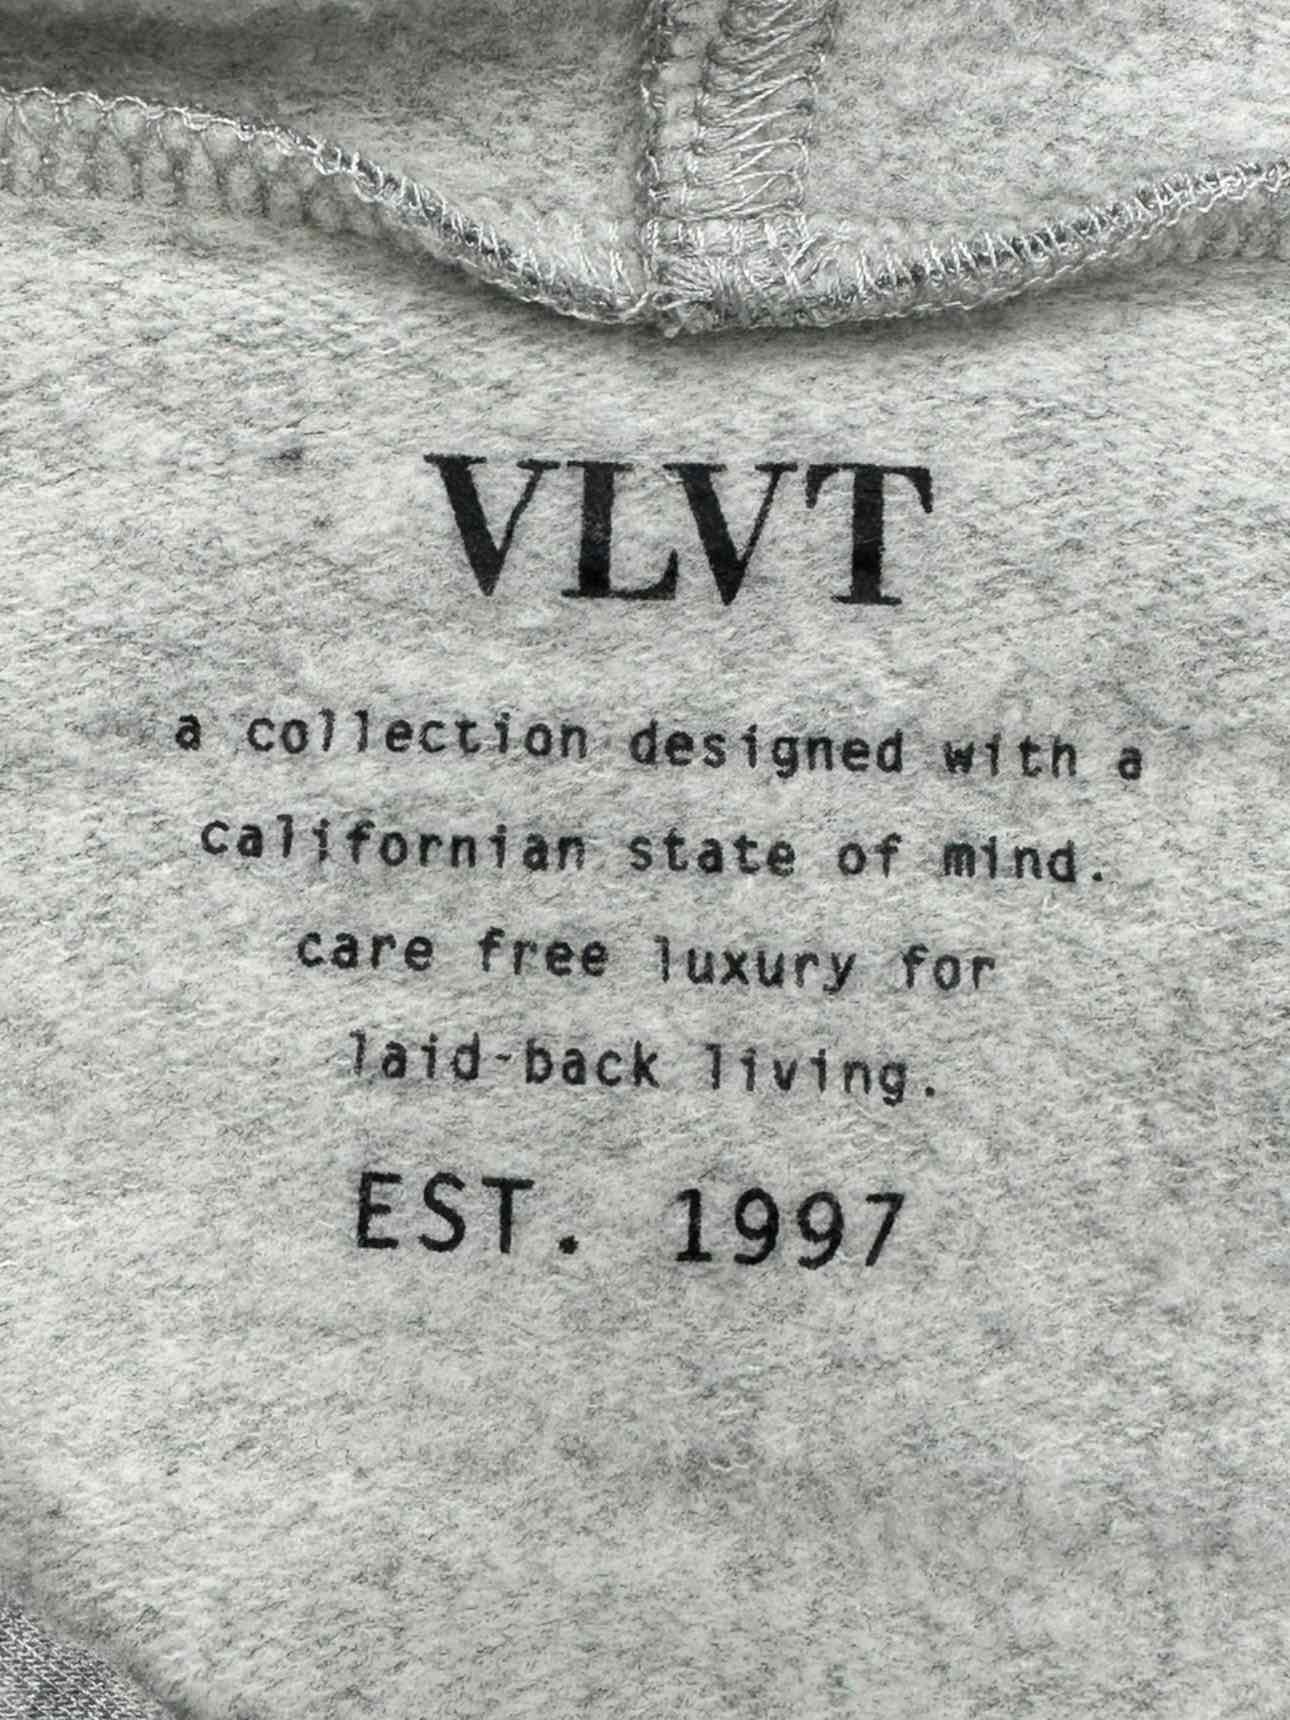 VLVT
a collection designed with a
californian state of mind.
care free luxury for
laid-back living.
EST. 1997